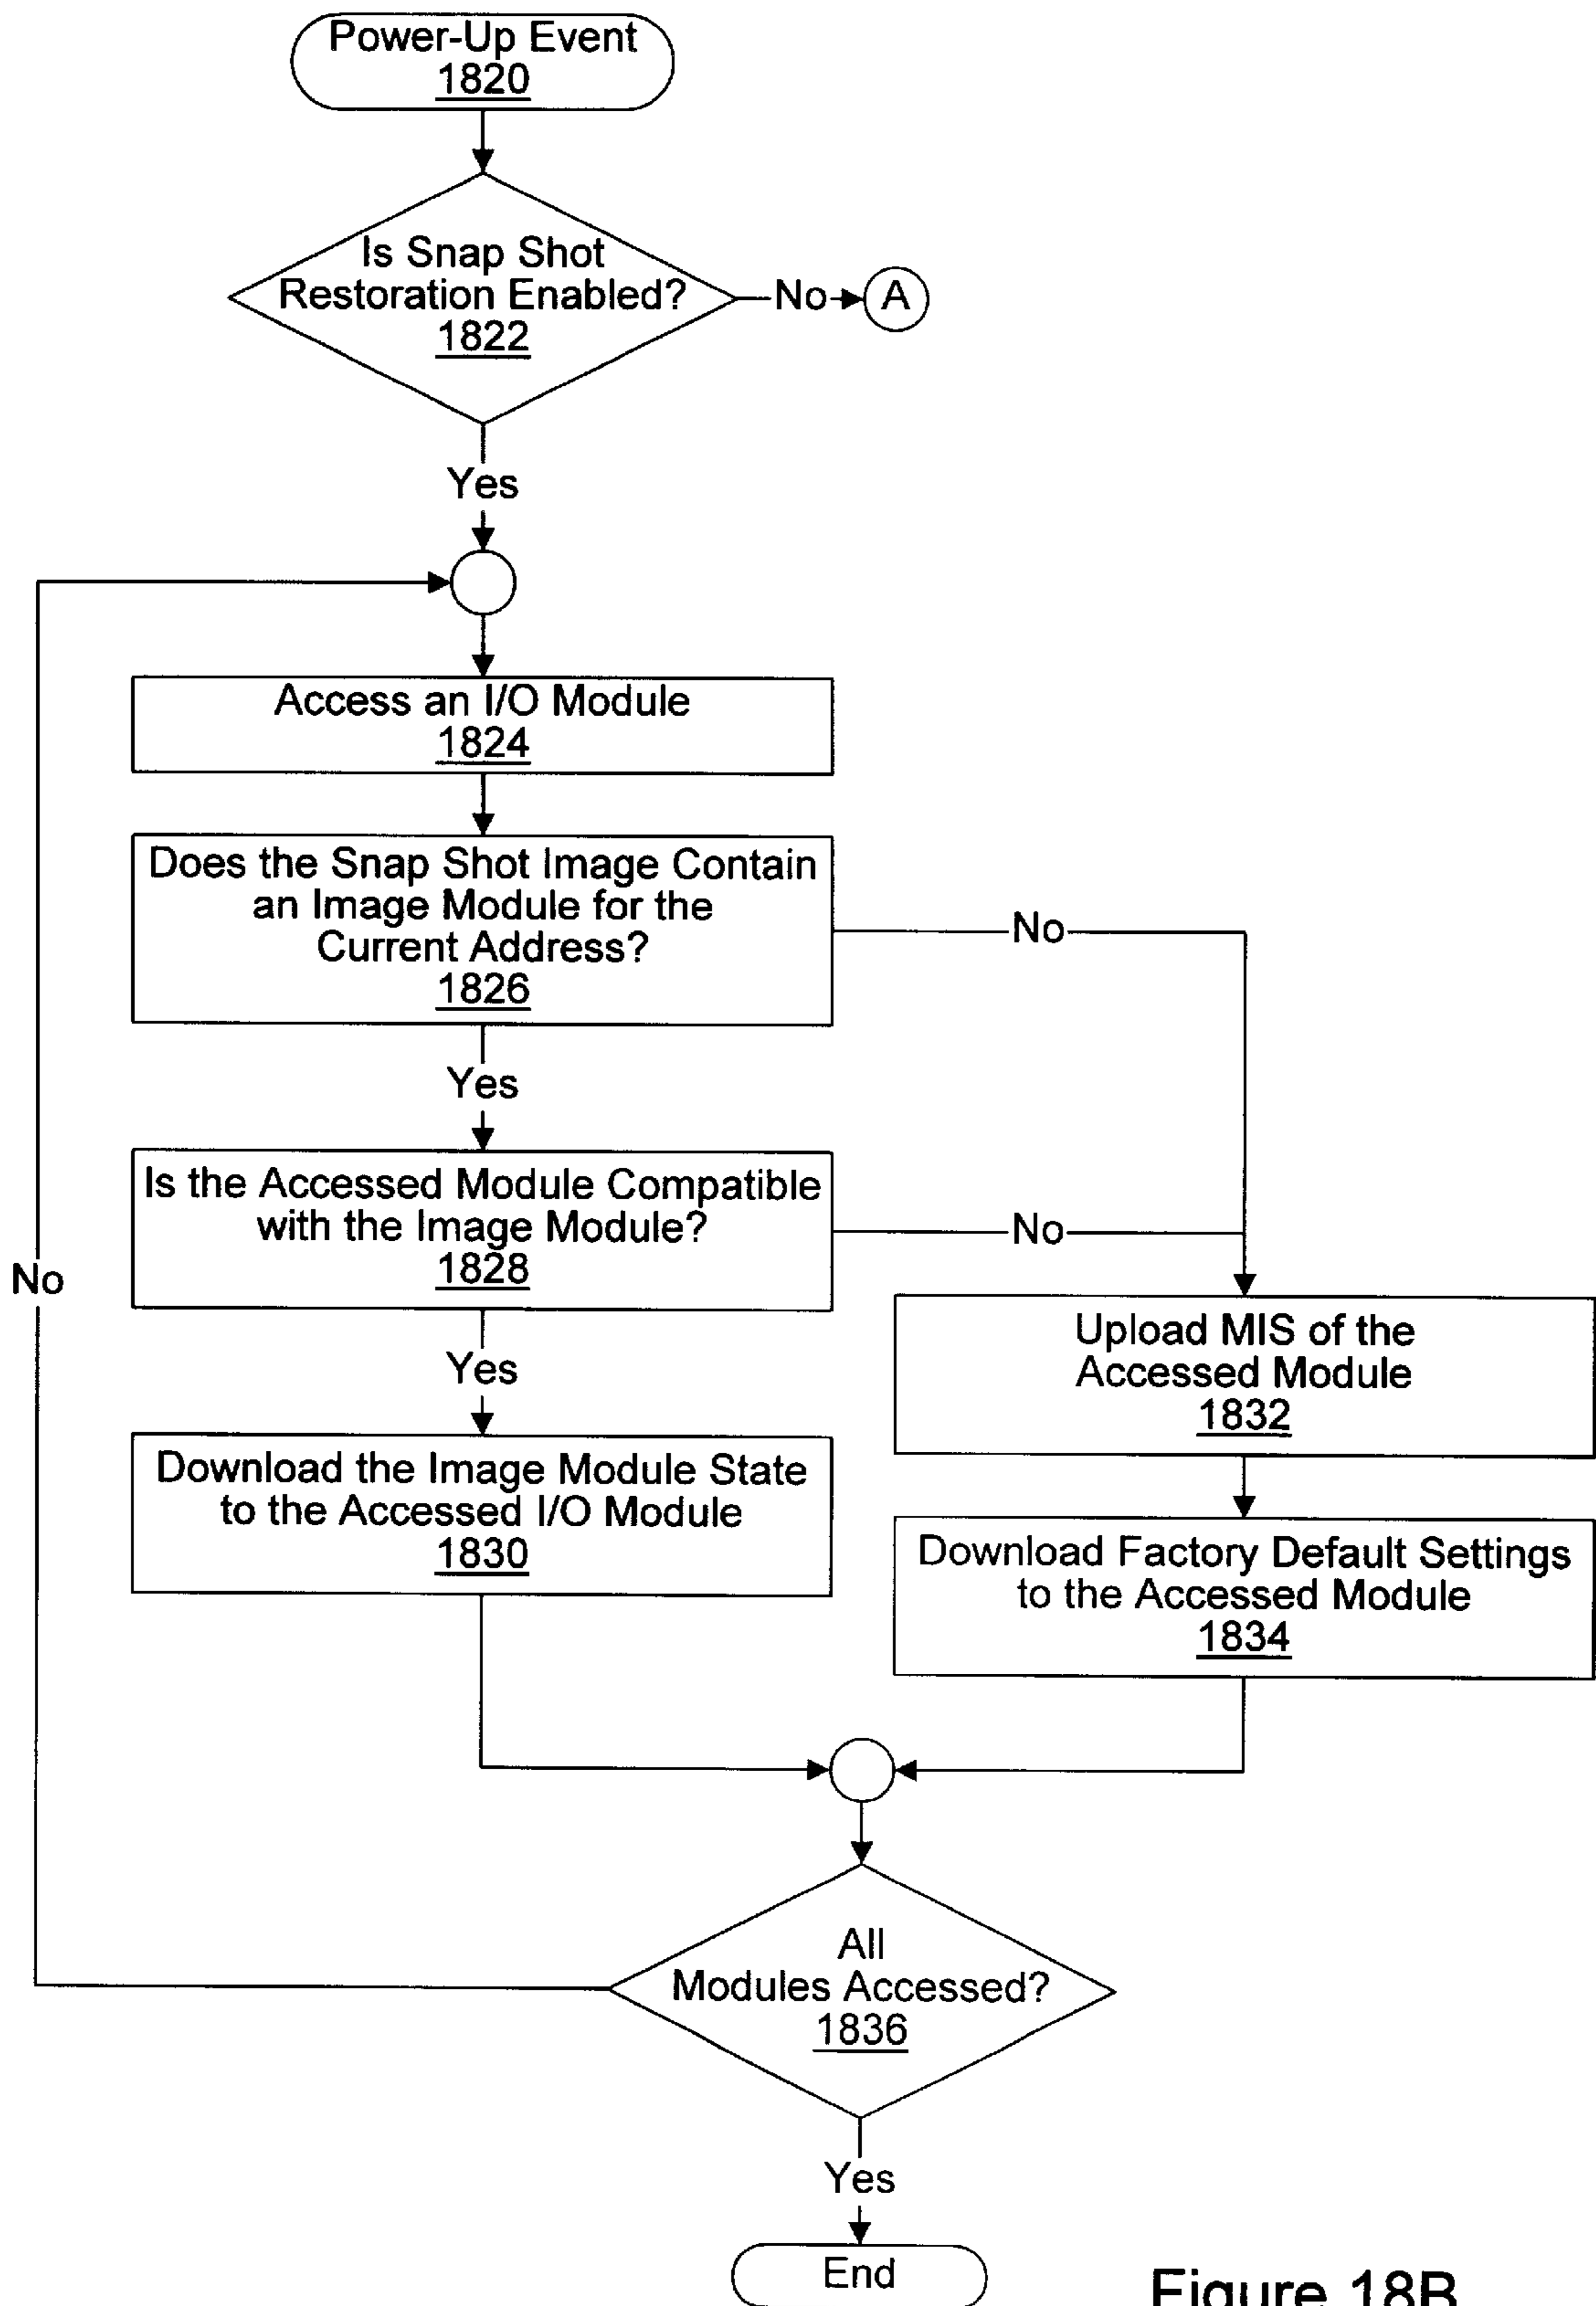 Power-Up Event
1820
Is Snap Shot
Restoration Enabled?
1822
No
A
Yes
Access an I/O Module
1824
Does the Snap Shot Image Contain
an Image Module for the
Current Address?
1826
No
Yes
Is the Accessed Module Compatible
with the Image Module?
1828
No
No
Yes
Upload MIS of the
Accessed Module
1832
Download the Image Module State
to the Accessed I/O Module
1830
Download Factory Default Settings
to the Accessed Module
1834
All
Modules Accessed?
1836
Yes
End
Figure 18B